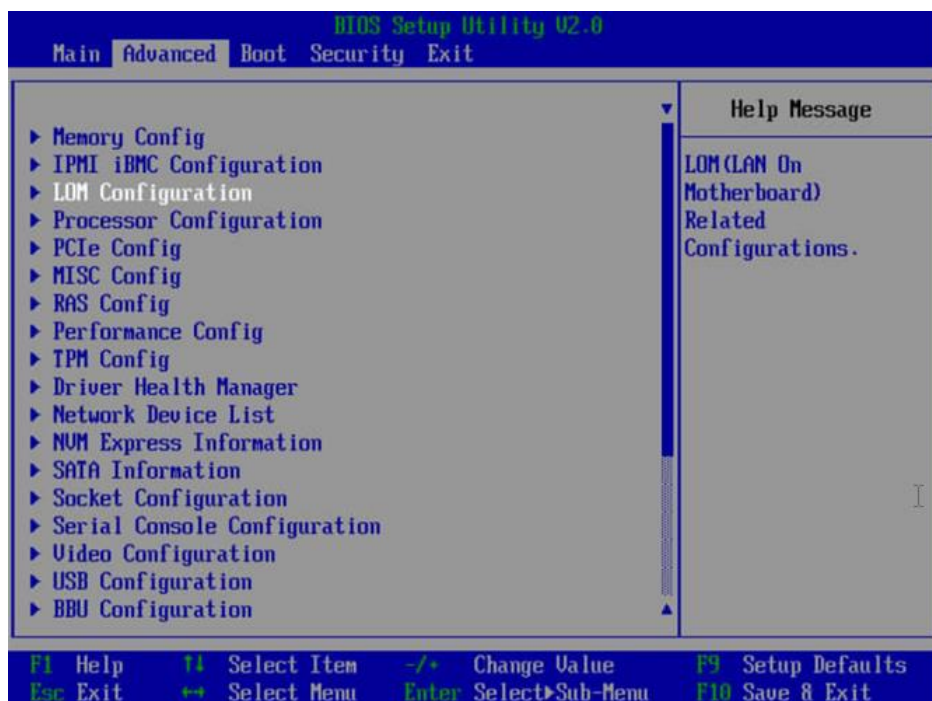 BIOS Setup Utility V2.0
Main Advanced Boot Security Exit
Help Message
▶ Memory Config
▶ IPMI iBMC Configuration
▶ LOM Configuration
▶ Processor Configuration
▶ PCIe Config
▶ MISC Config
▶ RAS Config
▶ Performance Config
▶ TPM Config
▶ Driver Health Manager
▶ Network Device List
▶ NVM Express Information
▶ SATA Information
▶ Socket Configuration
▶ Serial Console Configuration
▶ Video Configuration
▶ USB Configuration
▶ BBU Configuration
LOM(LAN On
Motherboard)
Related
Configurations.
F1 Help ↑↓ Select Item -/+ Change Value F9 Setup Defaults
Esc Exit ↔ Select Menu Enter Select▶Sub-Menu F10 Save & Exit